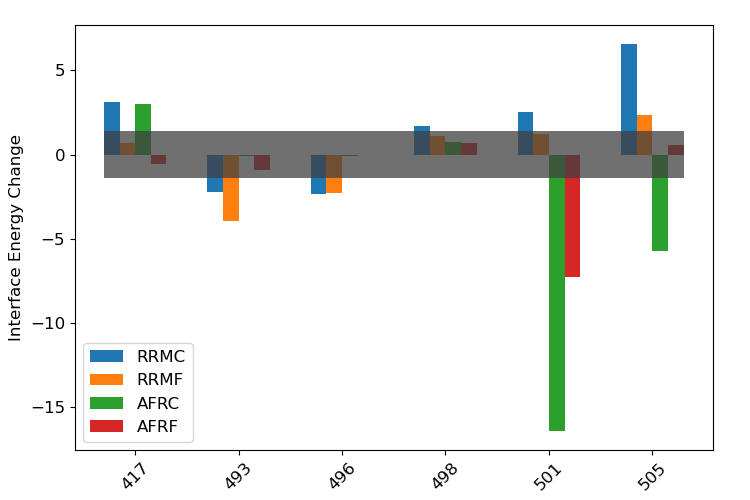 Interface Energy Change
5
0
−5
−10
−15
RRMC
RRMF
AFRC
AFRF
417
493
496
498
501
505